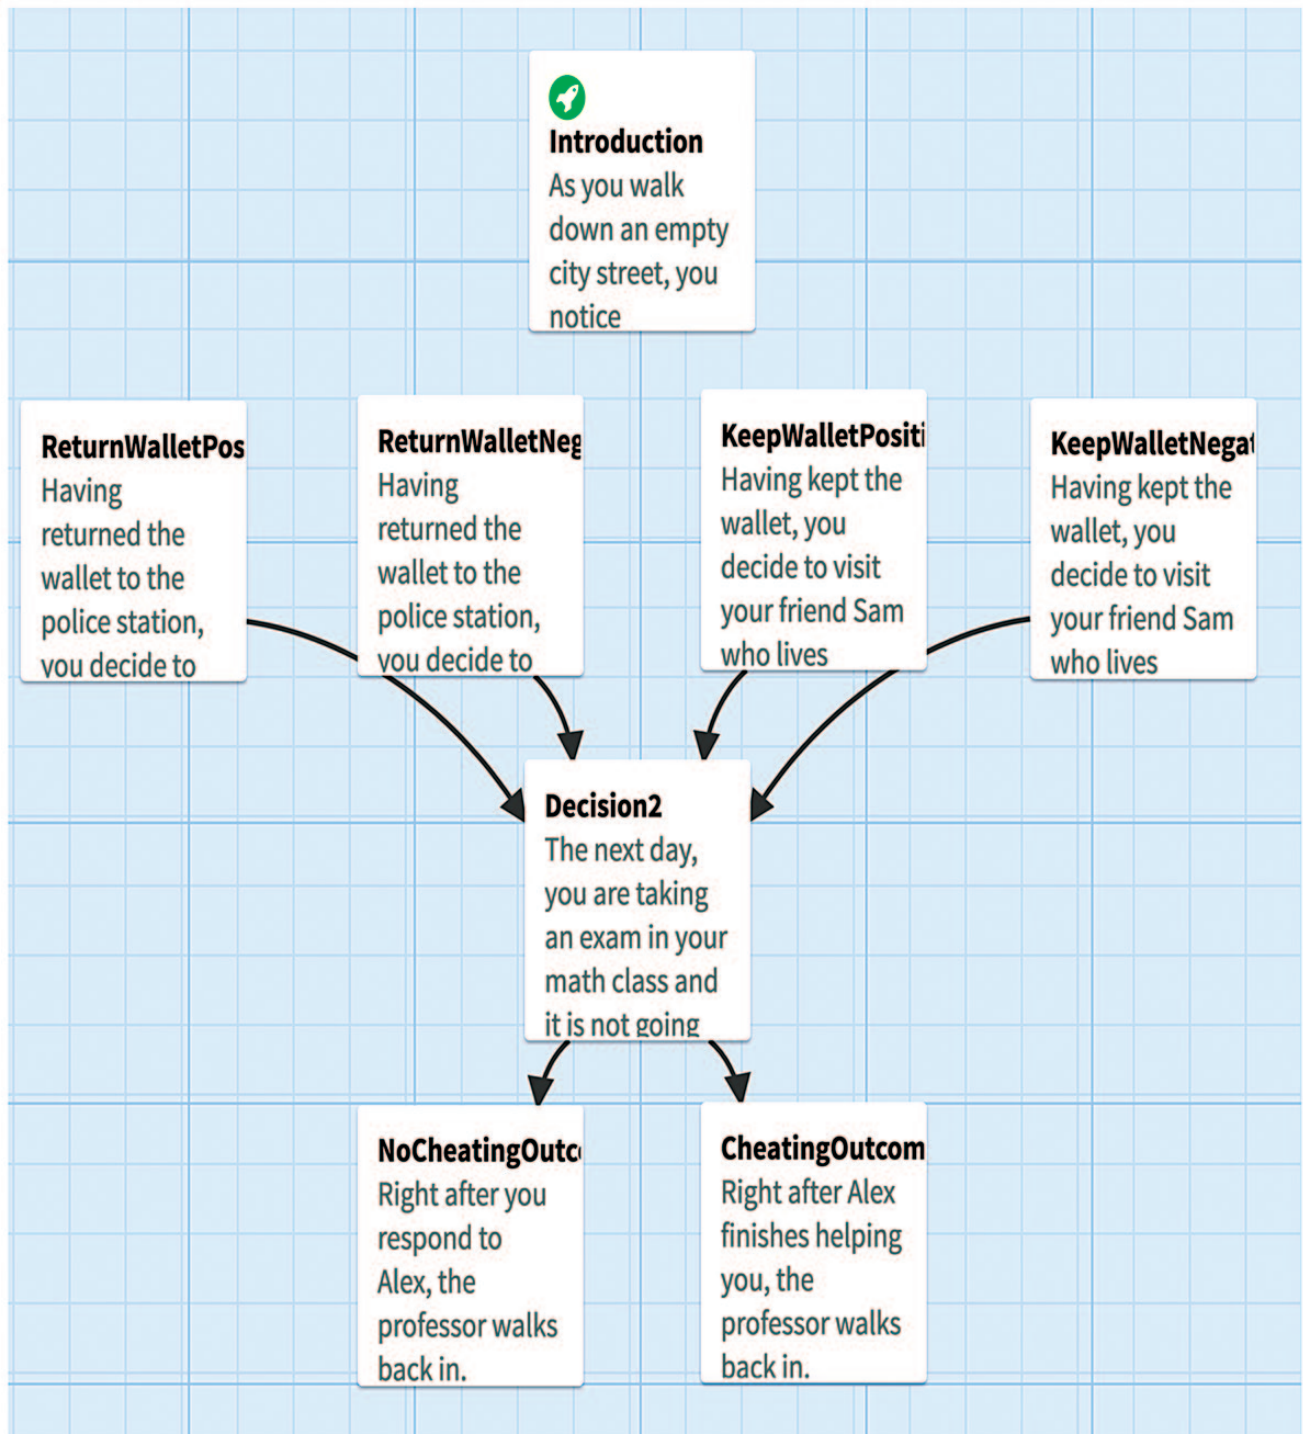 Introduction
As you walk
down an empty
city street, you
notice
ReturnWalletPos
Having
returned the
wallet to the
police station,
you decide to
ReturnWalletNeg
Having
returned the
wallet to the
police station,
you decide to
KeepWalletPositi
Having kept the
wallet, you
decide to visit
your friend Sam
who lives
KeepWalletNegat
Having kept the
wallet, you
decide to visit
your friend Sam
who lives
Decision2
The next day,
you are taking
an exam in your
math class and
it is not going
NoCheatingOutc
Right after you
respond to
Alex, the
professor walks
back in.
CheatingOutcom
Right after Alex
finishes helping
you, the
professor walks
back in.